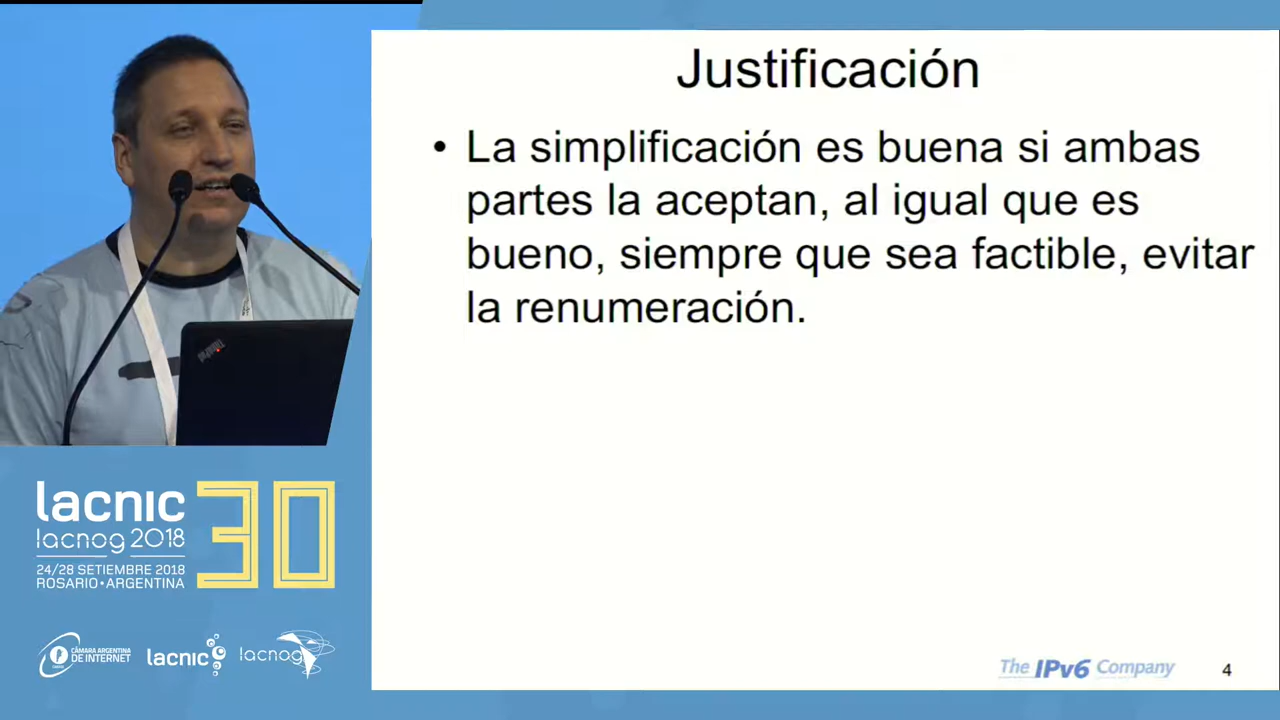 Justificación
• La simplificación es buena si ambas
partes la aceptan, al igual que es
bueno, siempre que sea factible, evitar
la renumeración.
lacnic 30
lacnog 2018
24/28 SETIEMBRE 2018
ROSARIO•ARGENTINA
CÁMARA ARGENTINA
DE INTERNET
lacnic
lacnog
The IPv6 Company
4